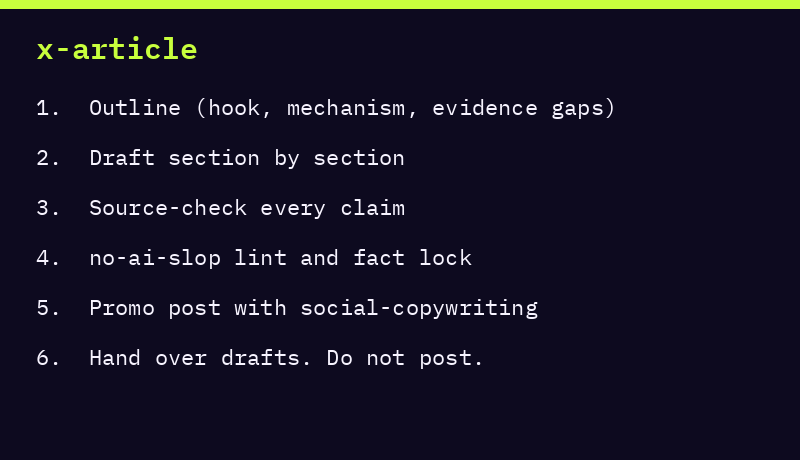 x-article
1. Outline (hook, mechanism, evidence gaps)
2. Draft section by section
3. Source-check every claim
4. no-ai-slop lint and fact lock
5. Promo post with social-copywriting
6. Hand over drafts. Do not post.